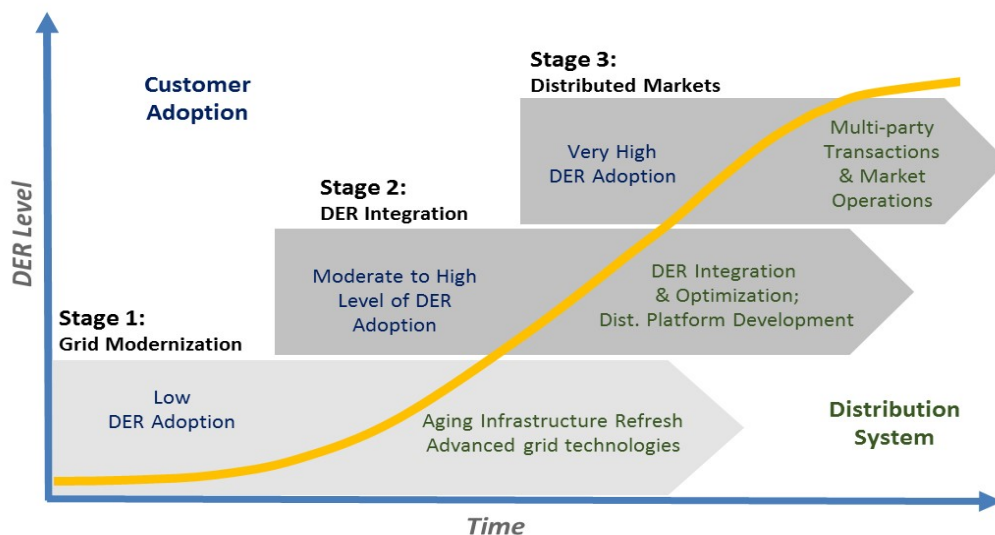 Customer
Adoption
Stage 3:
Distributed Markets
Very High
DER Adoption
Multi-party
Transactions
& Market
Operations
Stage 2:
DER Integration
Moderate to High
Level of DER
Adoption
DER Integration
& Optimization;
Dist. Platform Development
Stage 1:
Grid Modernization
Low
DER Adoption
Aging Infrastructure Refresh
Advanced grid technologies
Distribution
System
DER Level
Time